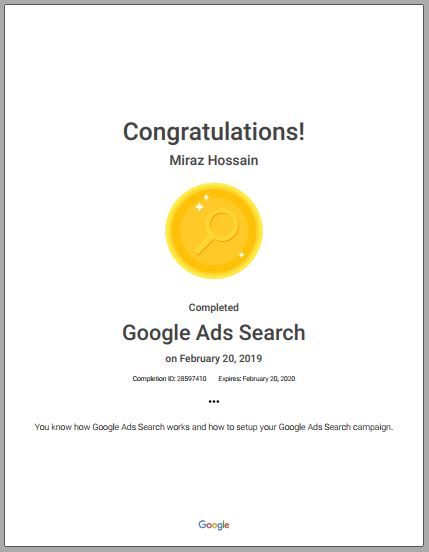 Congratulations!
Miraz Hossain
Completed
Google Ads Search
on February 20, 2019
Completion ID: 28597410 Expires: February 20, 2020
•••
You know how Google Ads Search works and how to setup your Google Ads Search campaign.
Google